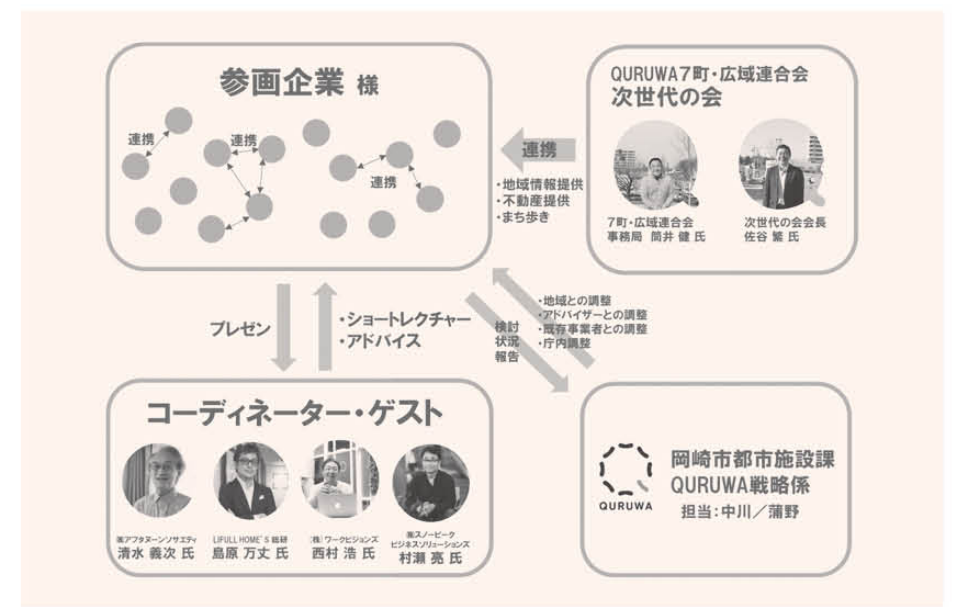 参画企業 様
連携
連携
連携
QURUWA7町・広域連合会
次世代の会
7町・広域連合会
事務局 筒井 健 氏
次世代の会会長
佐谷 繁 氏
連携
・地域情報提供
・不動産提供
・まち歩き
プレゼン
・ショートレクチャー
・アドバイス
検討
状況
報告
・地域との調整
・アドバイザーとの調整
・既存事業者との調整
・庁内調整
コーディネーター・ゲスト
㈱アフタヌーンソサエティ
清水 義次 氏
LIFULL HOME'S 総研
島原 万丈 氏
(株)ワークビジョンズ
西村 浩 氏
㈱スノーピーク
ビジネスソリューションズ
村瀬 亮 氏
QURUWA
岡崎市都市施設課
QURUWA戦略係
担当:中川/蒲野